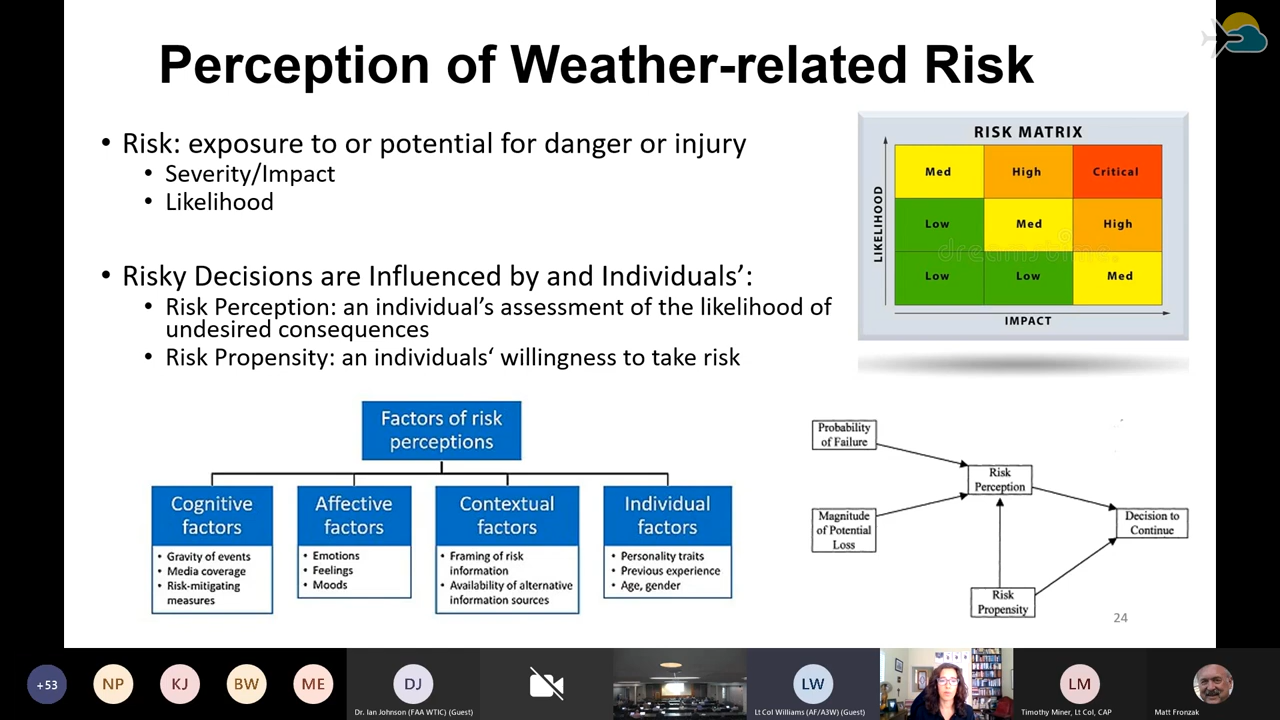 Perception of Weather-related Risk
• Risk: exposure to or potential for danger or injury
• Severity/Impact
• Likelihood
• Risky Decisions are Influenced by and Individuals’:
• Risk Perception: an individual’s assessment of the likelihood of
undesired consequences
• Risk Propensity: an individuals‘ willingness to take risk
RISK MATRIX
LIKELIHOOD
Med
High
Critical
Low
Med
High
Low
Low
Med
dreamstime.
IMPACT
Factors of risk
perceptions
Cognitive
factors
• Gravity of events
• Media coverage
• Risk-mitigating
measures
Affective
factors
• Emotions
• Feelings
• Moods
Contextual
factors
• Framing of risk
information
• Availability of alternative
information sources
Individual
factors
• Personality traits
• Previous experience
• Age, gender
Probability
of Failure
Magnitude
of Potential
Loss
Risk
Perception
Risk
Propensity
Decision to
Continue
24
+53
NP
KJ
BW
ME
DJ
Dr. Ian Johnson (FAA WTIC) (Guest)
LW
Lt Col Williams (AF/A3W) (Guest)
LM
Timothy Miner, Lt Col, CAP
Matt Fronzak